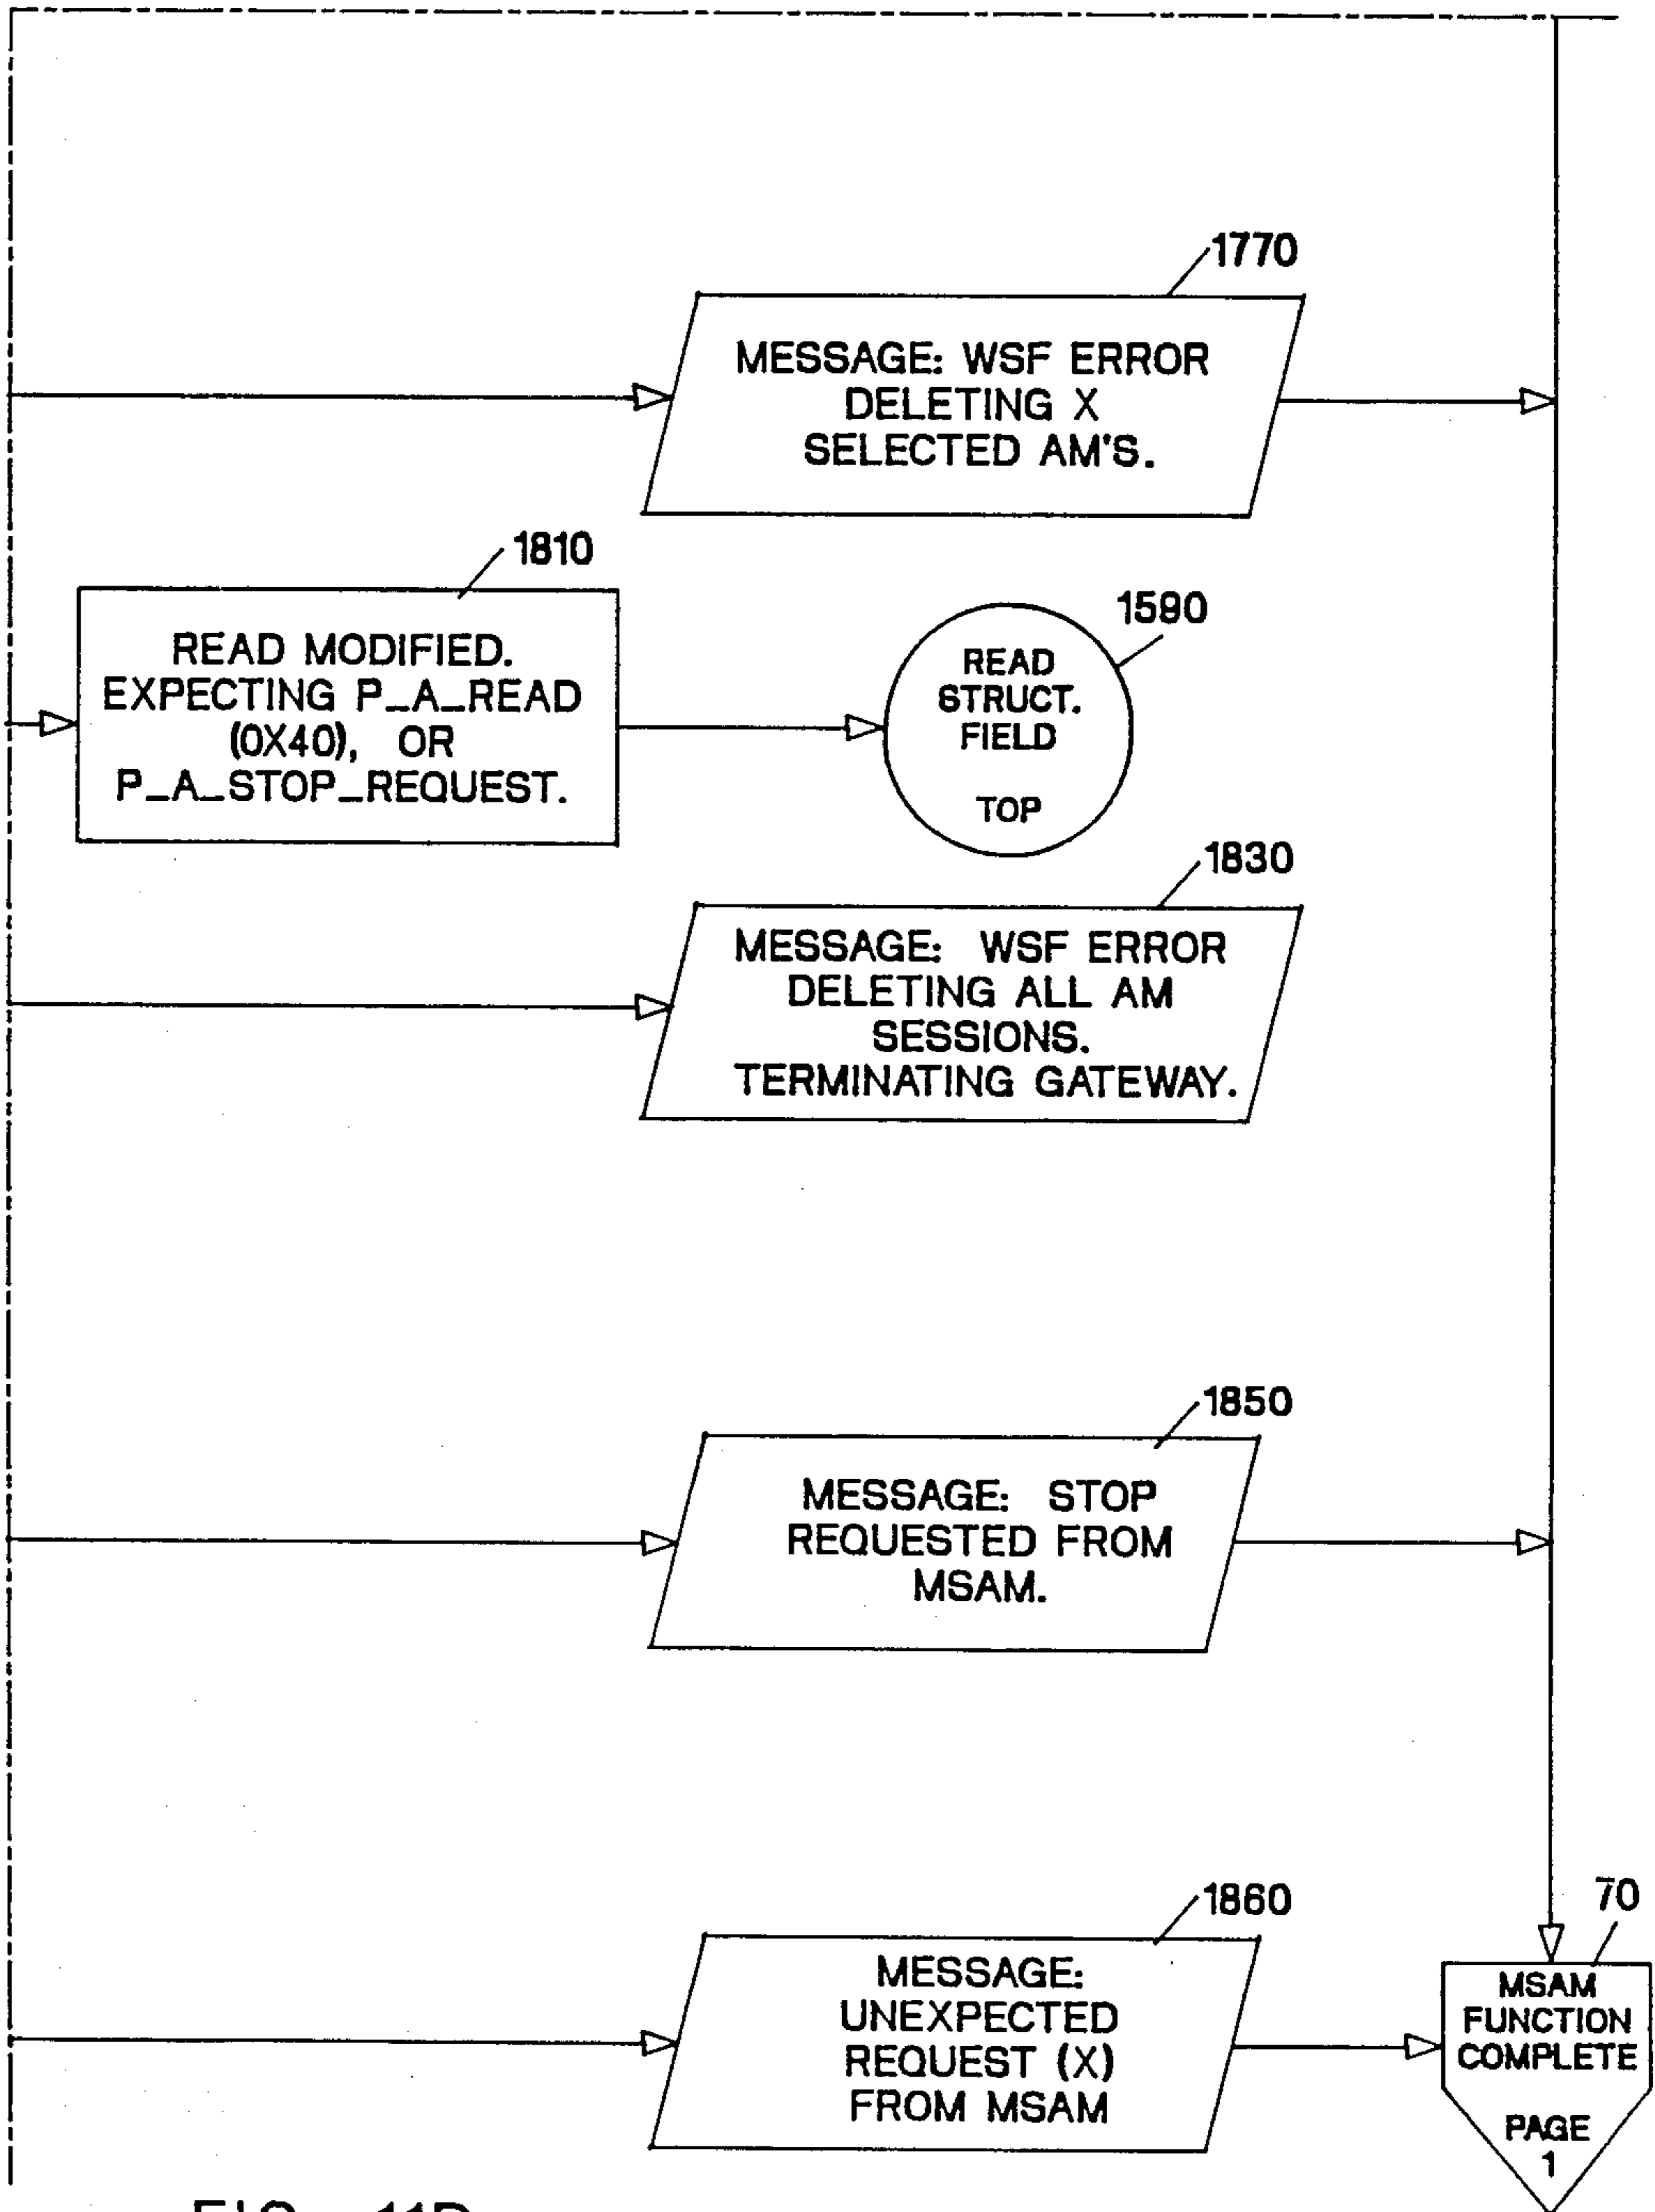 1770
MESSAGE: WSF ERROR
DELETING X
SELECTED AM'S.
1810
READ MODIFIED.
EXPECTING P_A_READ
(0X40), OR
P_A_STOP_REQUEST.
1590
READ
STRUCT.
FIELD
TOP
1830
MESSAGE: WSF ERROR
DELETING ALL AM
SESSIONS.
TERMINATING GATEWAY.
1850
MESSAGE: STOP
REQUESTED FROM
MSAM.
1860
MESSAGE:
UNEXPECTED
REQUEST (X)
FROM MSAM
70
MSAM
FUNCTION
COMPLETE
PAGE
1